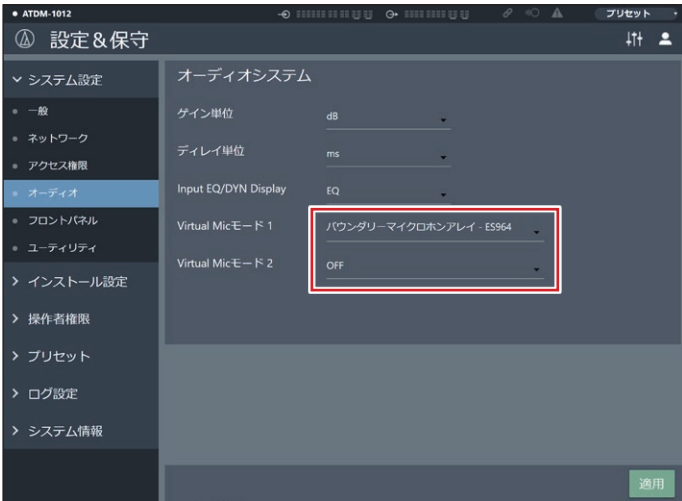 ATDM-1012
プリセット
設定＆保守
システム設定
一般
ネットワーク
アクセス権限
オーディオ
フロントパネル
ユーティリティ
インストール設定
操作者権限
プリセット
ログ設定
システム情報
オーディオシステム
ゲイン単位
dB
ディレイ単位
ms
Input EQ/DYN Display
EQ
Virtual Micモード 1
バウンダリーマイクロホンアレイ - ES964
Virtual Micモード 2
OFF
適用